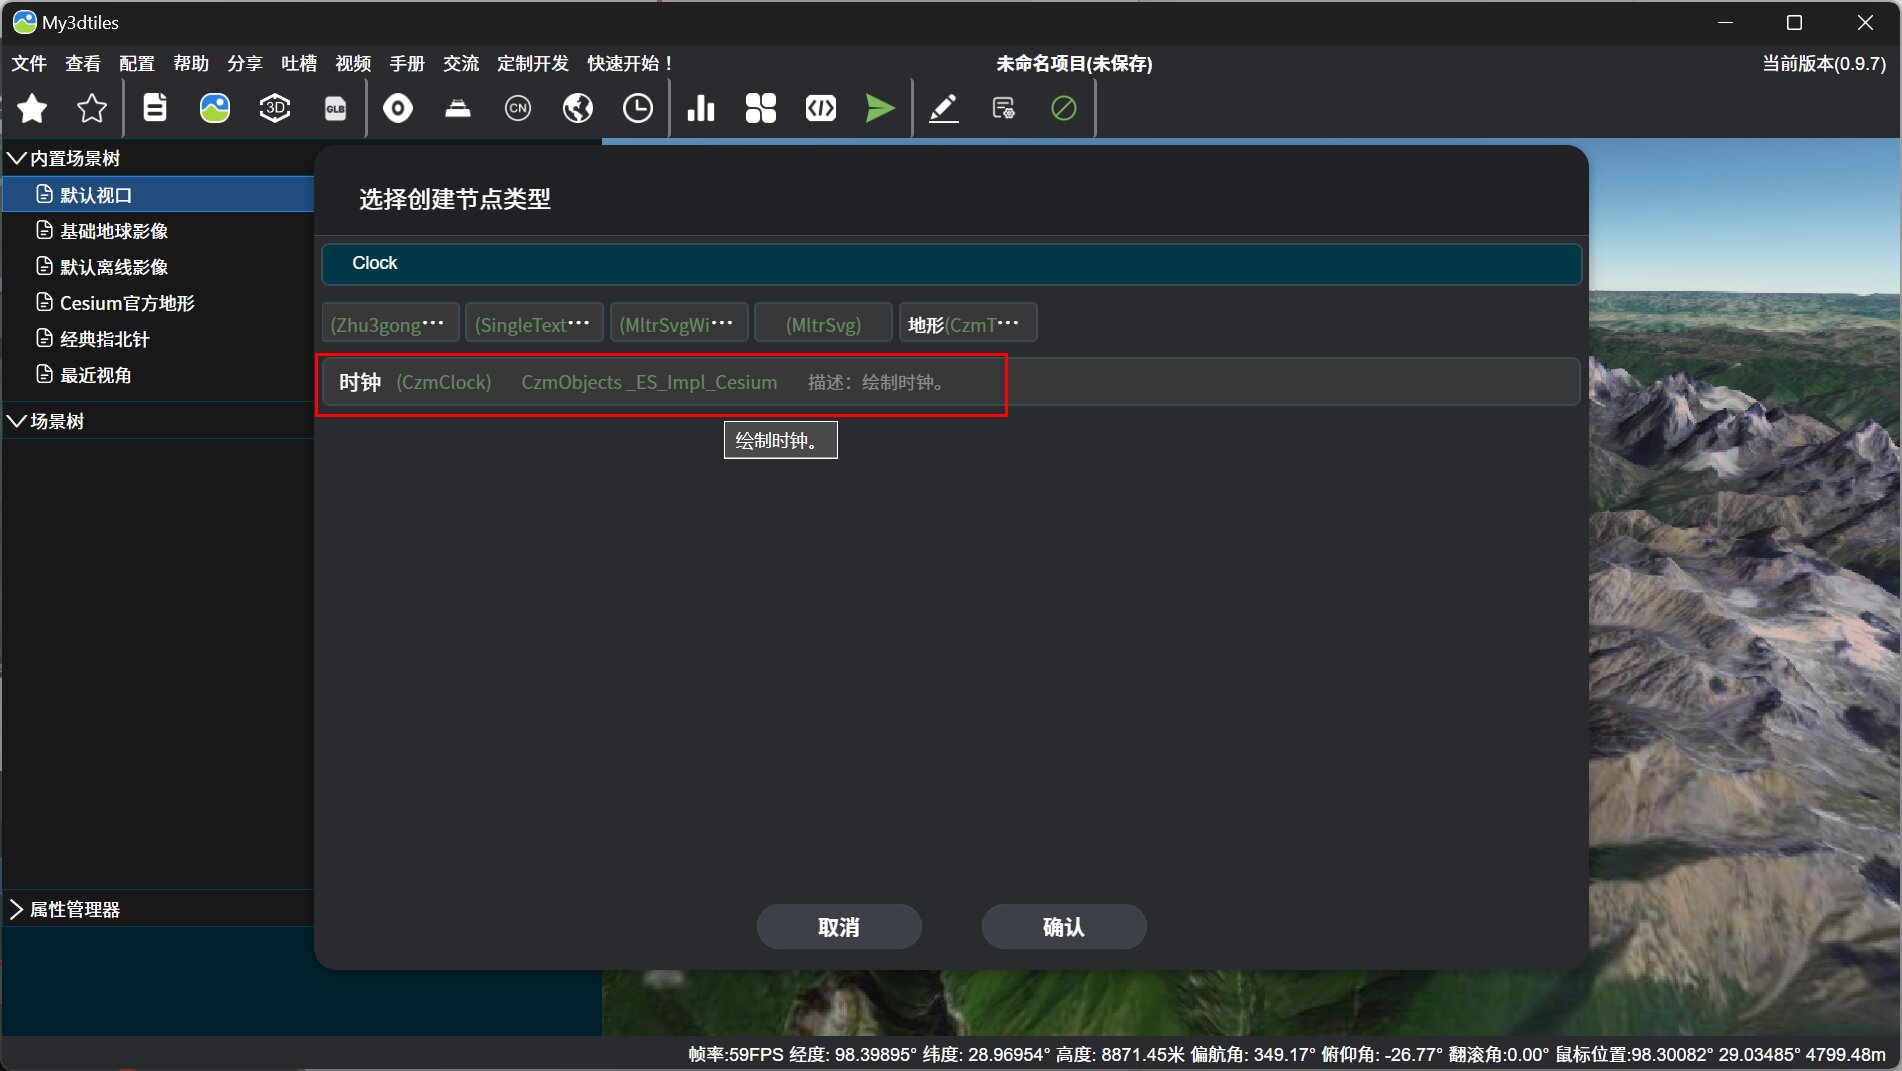 My3dtiles
文件 查看 配置 帮助 分享 吐槽 视频 手册 交流 定制开发 快速开始！ 未命名项目(未保存) 当前版本(0.9.7)
3D GLB CN
内置场景树
默认视口
基础地球影像
默认离线影像
Cesium官方地形
经典指北针
最近视角
场景树
属性管理器
选择创建节点类型
Clock
(Zhu3gong··· (SingleText··· (MltrSvgWi··· (MltrSvg) 地形(CzmT···
时钟 (CzmClock) CzmObjects _ES_Impl_Cesium 描述：绘制时钟。
绘制时钟。
取消 确认
帧率:59FPS 经度: 98.39895° 纬度: 28.96954° 高度: 8871.45米 偏航角: 349.17° 俯仰角: -26.77° 翻滚角:0.00° 鼠标位置:98.30082° 29.03485° 4799.48m